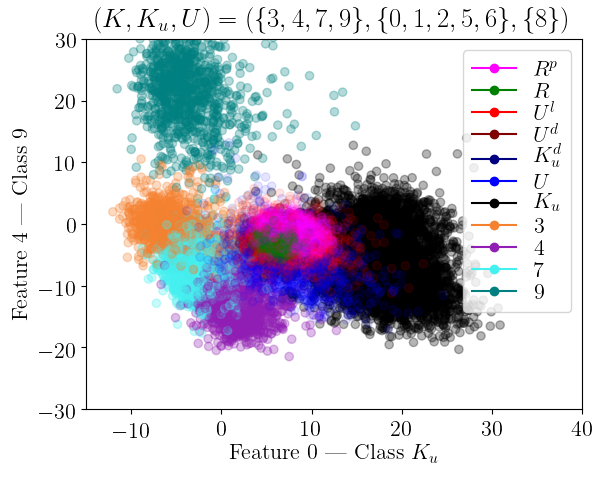 (K, K_u, U) = ({3, 4, 7, 9}, {0, 1, 2, 5, 6}, {8})
30
20
10
0
−10
−20
−30
Feature 4 — Class 9
−10
0
10
20
30
40
Feature 0 — Class K_u
R^p
R
U^l
U^d
K_u^d
U
K_u
3
4
7
9